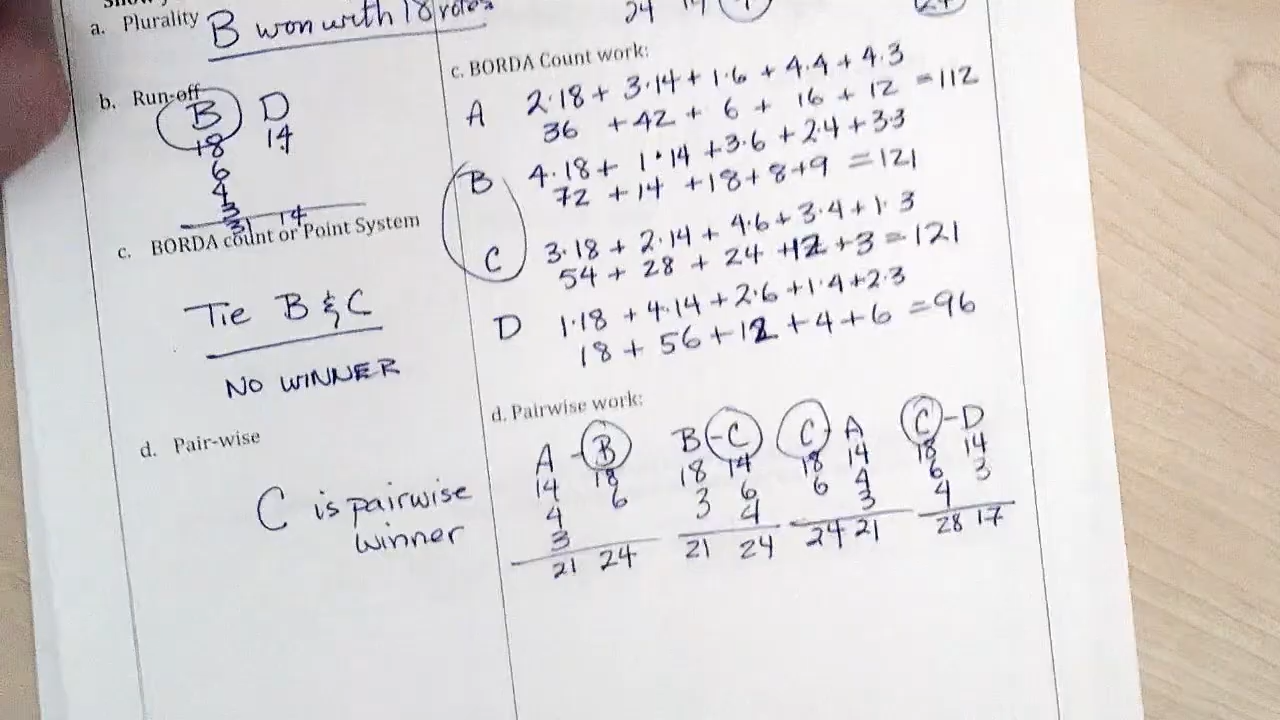 a. Plurality B won with 18 votes
b. Run-off
B D
18 14
6
4
3
31 14
c. BORDA count or Point System
Tie B & C
NO WINNER
d. Pair-wise
C is pairwise
winner
24 14
c. BORDA Count work:
A 2·18 + 3·14 + 1·6 + 4·4 + 4·3
36 + 42 + 6 + 16 + 12 = 112
B 4·18 + 1·14 + 3·6 + 2·4 + 3·3
72 + 14 + 18 + 8 + 9 = 121
C 3·18 + 2·14 + 4·6 + 3·4 + 1·3
54 + 28 + 24 + 12 + 3 = 121
D 1·18 + 4·14 + 2·6 + 1·4 + 2·3
18 + 56 + 12 + 4 + 6 = 96
d. Pairwise work:
A - B B - C C - A C - D
14 18 18 14 18 14 18 14
4 6 3 6 6 4 6 3
3 4 3 4
21 24 21 24 24 21 28 17